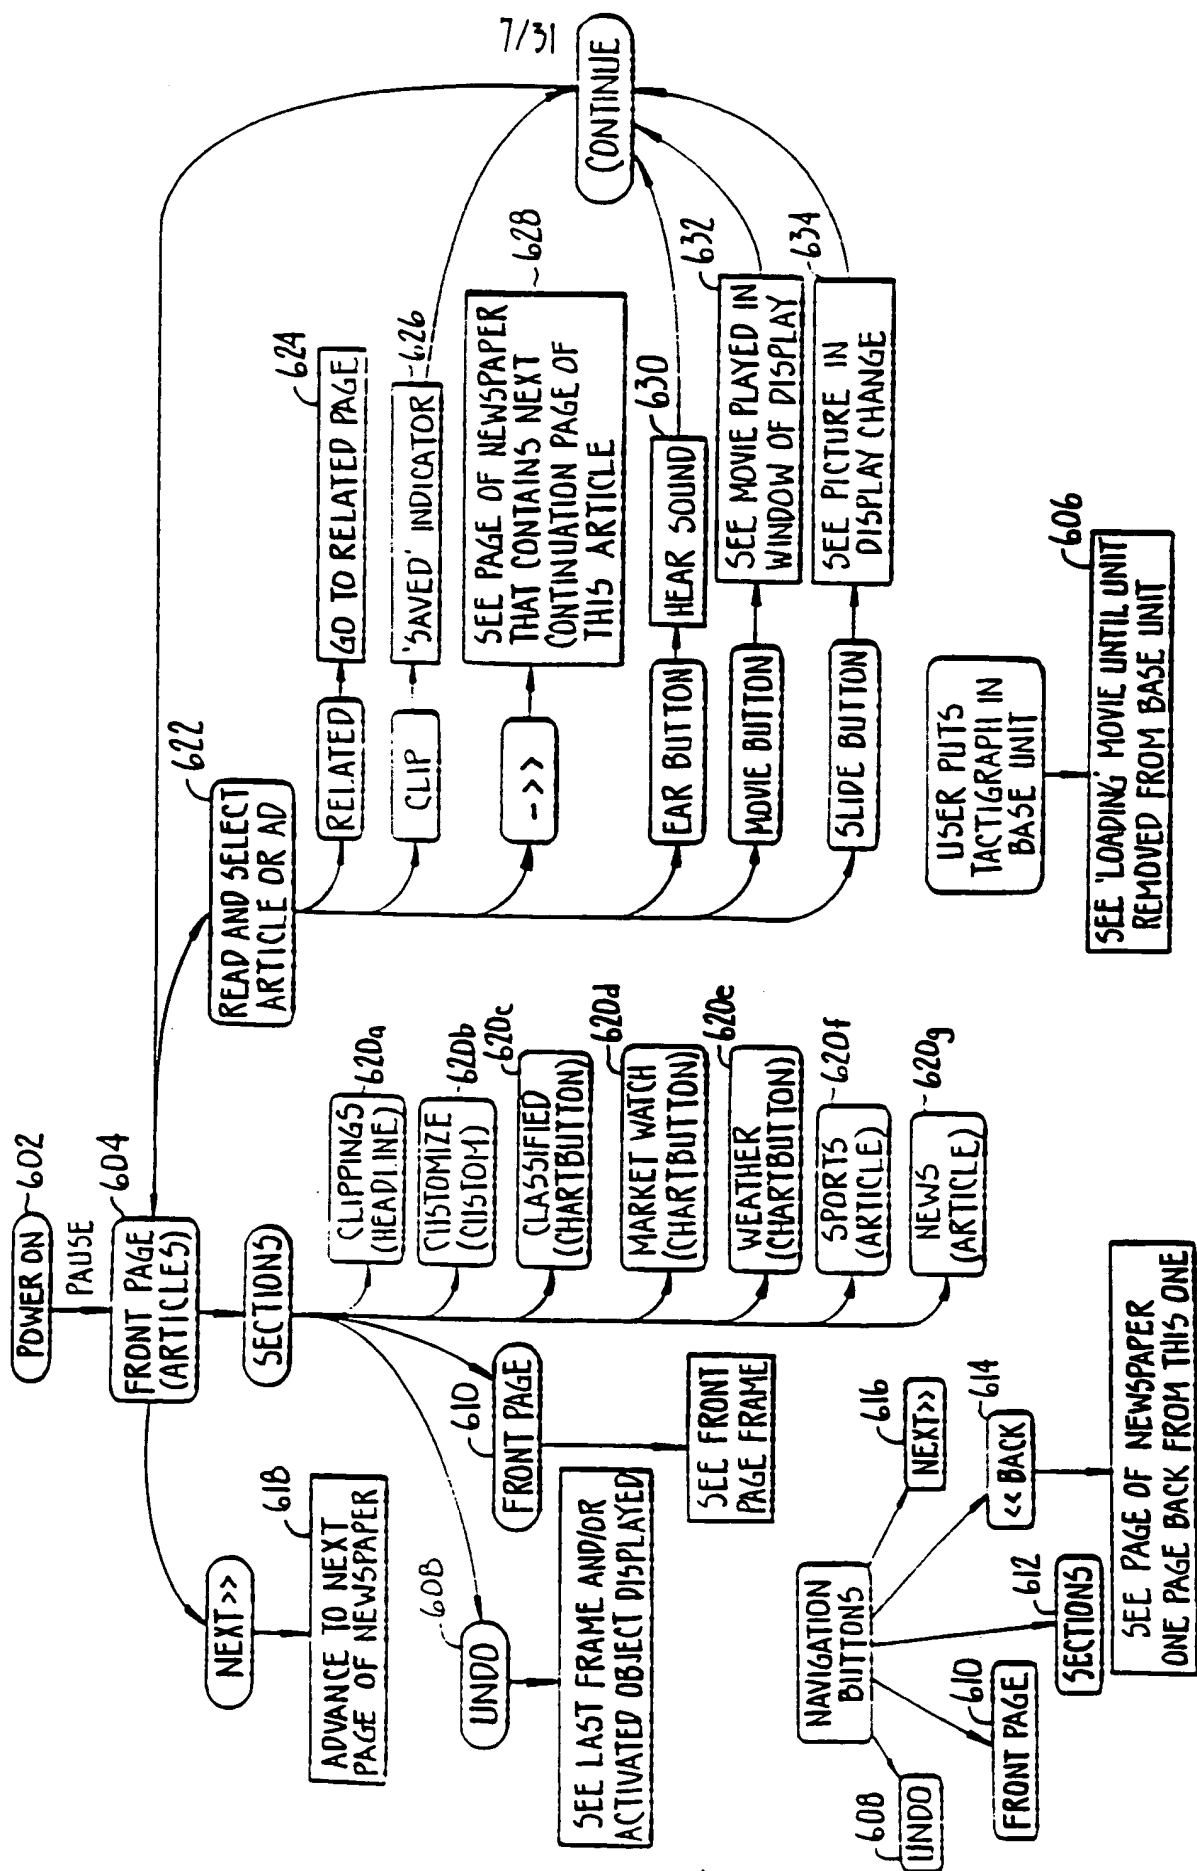 7/31
POWER ON
602
PAUSE
604
FRONT PAGE
(ARTICLES)
NEXT>>
618
ADVANCE TO NEXT
PAGE OF NEWSPAPER
SECTIONS
608
UNDO
SEE LAST FRAME AND/OR
ACTIVATED OBJECT DISPLAYED
610
FRONT PAGE
SEE FRONT
PAGE FRAME
620a
CLIPPINGS
(HEADLINE)
620b
CUSTOMIZE
(CUSTOM)
620c
CLASSIFIED
(CHARTBUTTON)
620d
MARKET WATCH
(CHARTBUTTON)
620e
WEATHER
(CHARTBUTTON)
620f
SPORTS
(ARTICLE)
620g
NEWS
(ARTICLE)
622
READ AND SELECT
ARTICLE OR AD
RELATED
624
GO TO RELATED PAGE
CLIP
626
'SAVED' INDICATOR
->>
628
SEE PAGE OF NEWSPAPER
THAT CONTAINS NEXT
CONTINUATION PAGE OF
THIS ARTICLE
EAR BUTTON
630
HEAR SOUND
MOVIE BUTTON
632
SEE MOVIE PLAYED IN
WINDOW OF DISPLAY
SLIDE BUTTON
634
SEE PICTURE IN
DISPLAY CHANGE
CONTINUE
NAVIGATION
BUTTONS
608
UNDO
610
FRONT PAGE
612
SECTIONS
614
<< BACK
616
NEXT>>
SEE PAGE OF NEWSPAPER
ONE PAGE BACK FROM THIS ONE
USER PUTS
TACTIGRAPH IN
BASE UNIT
606
SEE 'LOADING' MOVIE UNTIL UNIT
REMOVED FROM BASE UNIT